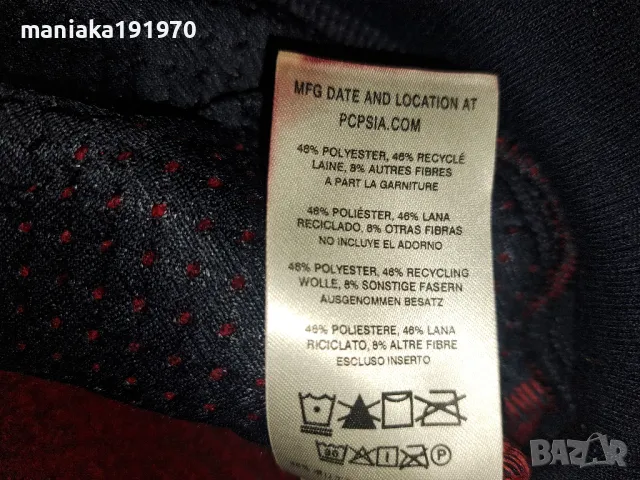 maniaka191970
MFG DATE AND LOCATION AT
PCPSIA.COM
46% POLYESTER, 46% RECYCLÉ
LAINE, 8% AUTRES FIBRES
A PART LA GARNITURE
46% POLIÉSTER, 46% LANA
RECICLADO, 8% OTRAS FIBRAS
NO INCLUYE EL ADORNO
46% POLYESTER, 46% RECYCLING
WOLLE, 8% SONSTIGE FASERN
AUSGENOMMEN BESATZ
46% POLIESTERE, 46% LANA
RICICLATO, 8% ALTRE FIBRE
ESCLUSO INSERTO
P
BAZAR